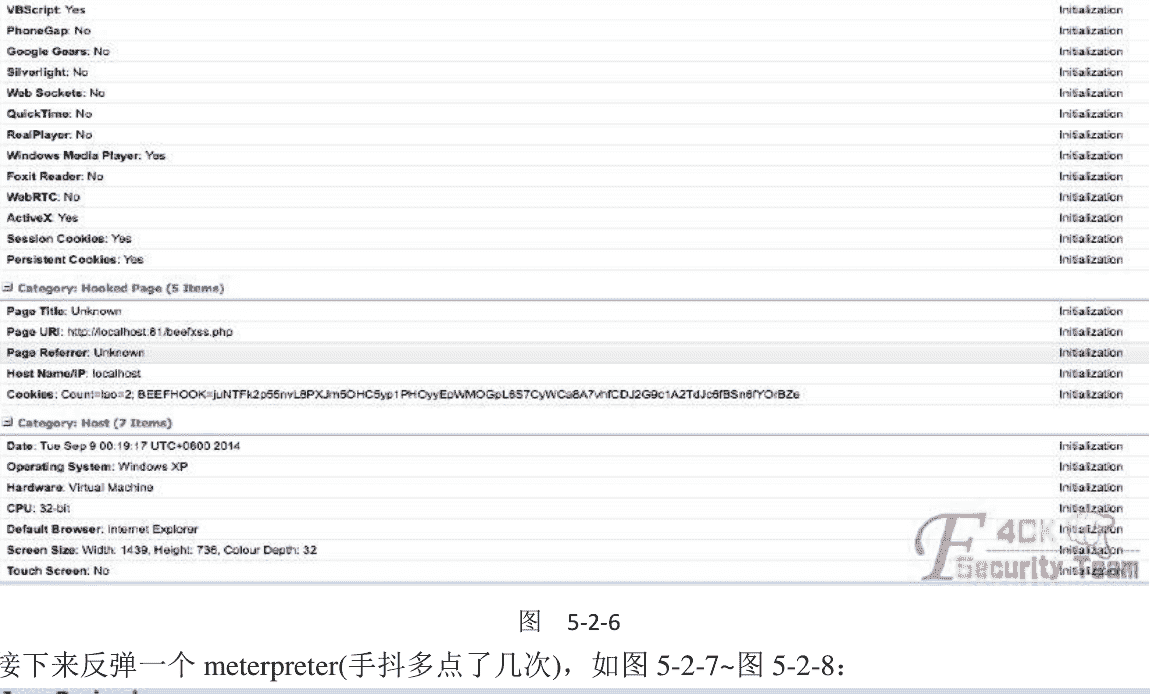 VBScript: Yes Initialization
PhoneGap: No Initialization
Google Gears: No Initialization
Silverlight: No Initialization
Web Sockets: No Initialization
QuickTime: No Initialization
RealPlayer: No Initialization
Windows Media Player: Yes Initialization
Foxit Reader: No Initialization
WebRTC: No Initialization
ActiveX: Yes Initialization
Session Cookies: Yes Initialization
Persistent Cookies: Yes Initialization
Category: Hooked Page (5 Items)
Page Title: Unknown Initialization
Page URI: http://localhost:81/beefxss.php Initialization
Page Referrer: Unknown Initialization
Host Name/IP: localhost Initialization
Cookies: BEEFHOOK= Initialization
Category: Host (7 Items)
Date: Tue Sep 9 00:19:17 UTC+0800 2014 Initialization
Operating System: Windows XP Initialization
Hardware: Virtual Machine Initialization
CPU: 32-bit Initialization
Default Browser: Internet Explorer Initialization
Screen Size: Width: 1439, Height: 736, Colour Depth: 32 Initialization
Touch Screen: No Initialization
F4CK
Security Team
图 5-2-6
接下来反弹一个 meterpreter(手抖多点了几次)，如图 5-2-7~图 5-2-8：